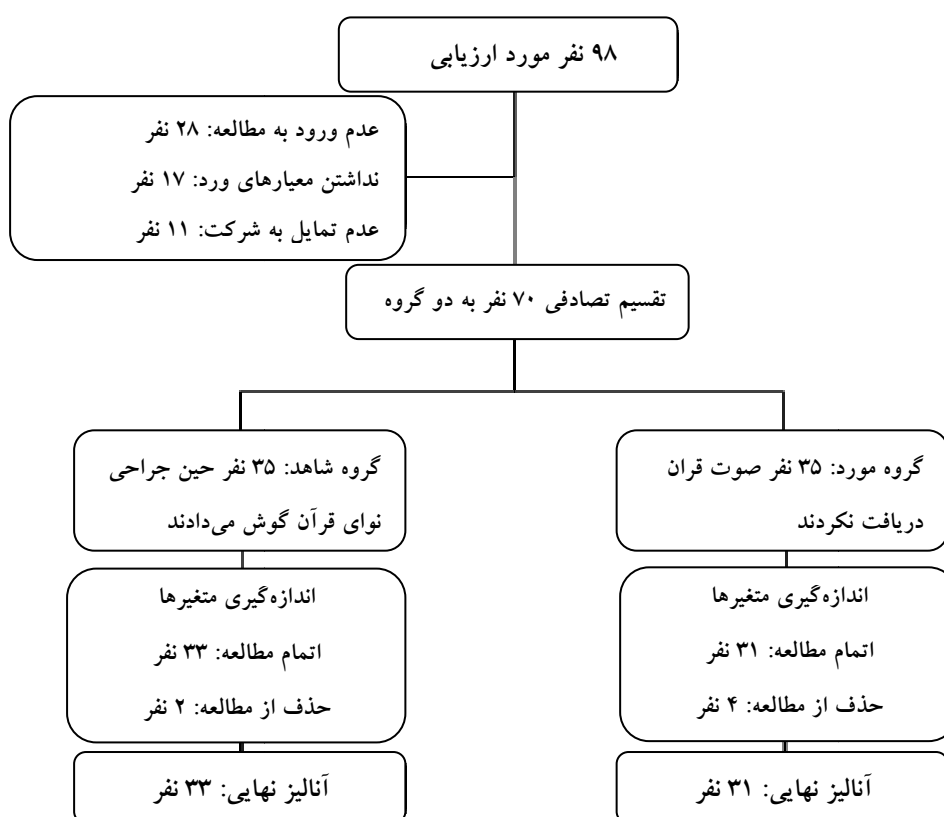 ۹۸ نفر مورد ارزیابی
عدم ورود به مطالعه: ۲۸ نفر
نداشتن معیارهای ورد: ۱۷ نفر
عدم تمایل به شرکت: ۱۱ نفر
تقسیم تصادفی ۷۰ نفر به دو گروه
گروه مورد: ۳۵ نفر صوت قران
دریافت نکردند
گروه شاهد: ۳۵ نفر حین جراحی
نوای قرآن گوش می‌دادند
اندازه‌گیری متغیرها
اتمام مطالعه: ۳۱ نفر
حذف از مطالعه: ۴ نفر
اندازه‌گیری متغیرها
اتمام مطالعه: ۳۳ نفر
حذف از مطالعه: ۲ نفر
آنالیز نهایی: ۳۱ نفر
آنالیز نهایی: ۳۳ نفر